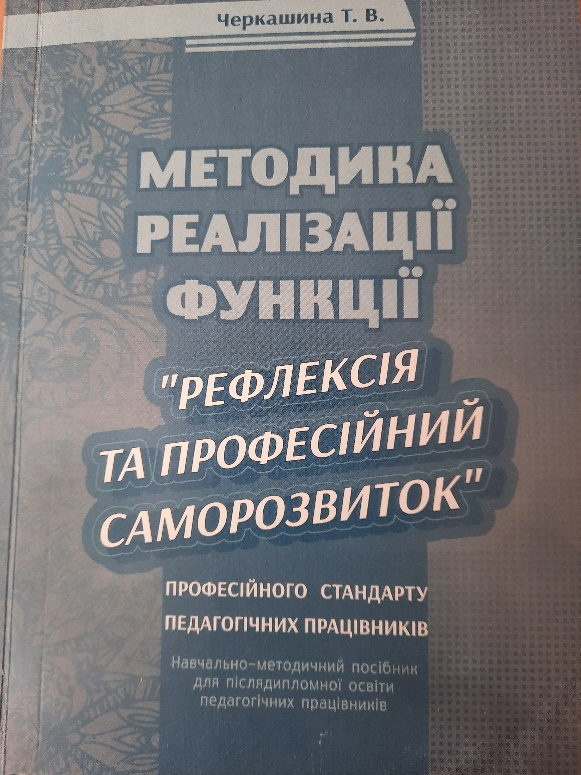 Черкашина Т. В.
МЕТОДИКА
РЕАЛІЗАЦІЇ
ФУНКЦІЇ
"РЕФЛЕКСІЯ
ТА ПРОФЕСІЙНИЙ
САМОРОЗВИТОК"
ПРОФЕСІЙНОГО СТАНДАРТУ
ПЕДАГОГІЧНИХ ПРАЦІВНИКІВ
Навчально-методичний посібник
для післядипломної освіти
педагогічних працівників